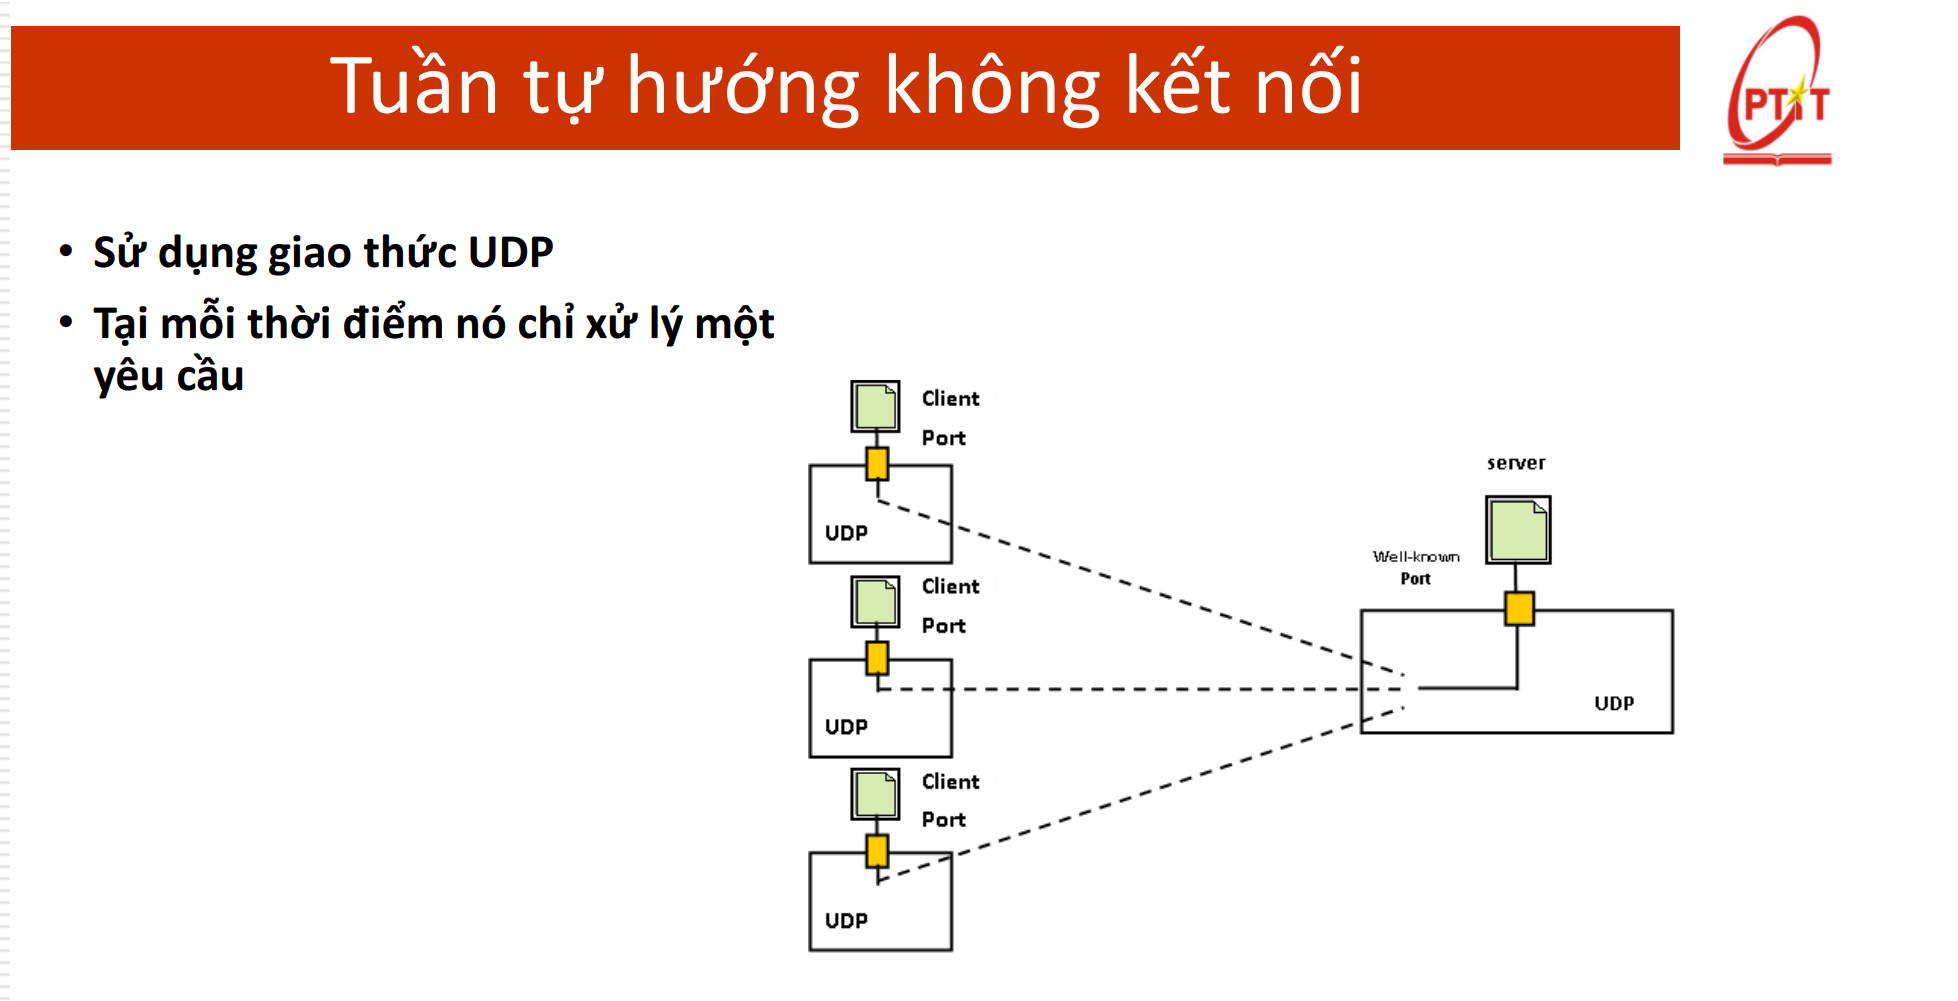 Tuần tự hướng không kết nối
PTIT
• Sử dụng giao thức UDP
• Tại mỗi thời điểm nó chỉ xử lý một
yêu cầu
Client
Port
UDP
Client
Port
UDP
Client
Port
UDP
server
Well-known
Port
UDP